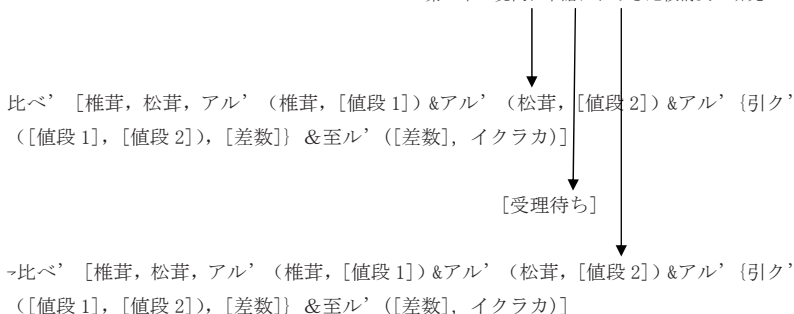 比べ’［椎茸，松茸，アル’（椎茸，[値段 1]）&アル’（松茸，[値段 2]）&アル’{引ク’
([値段 1]，[値段 2])，[差数]} &至ル’([差数]，イクラカ)]
[受理待ち]
比べ’［椎茸，松茸，アル’（椎茸，[値段 1]）&アル’（松茸，[値段 2]）&アル’{引ク’
([値段 1]，[値段 2])，[差数]} &至ル’([差数]，イクラカ)]